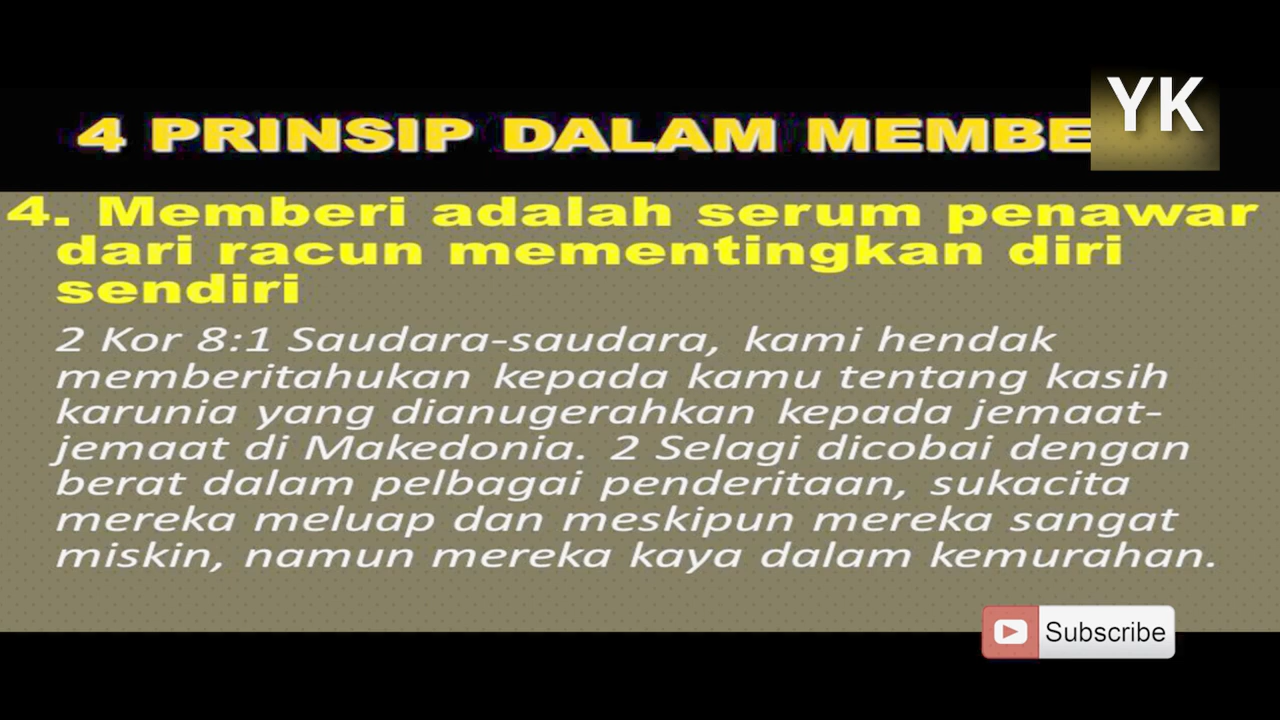 4 PRINSIP DALAM MEMBE
YK
4. Memberi adalah serum penawar
dari racun mementingkan diri
sendiri
2 Kor 8:1 Saudara-saudara, kami hendak
memberitahukan kepada kamu tentang kasih
karunia yang dianugerahkan kepada jemaat-
jemaat di Makedonia. 2 Selagi dicobai dengan
berat dalam pelbagai penderitaan, sukacita
mereka meluap dan meskipun mereka sangat
miskin, namun mereka kaya dalam kemurahan.
Subscribe